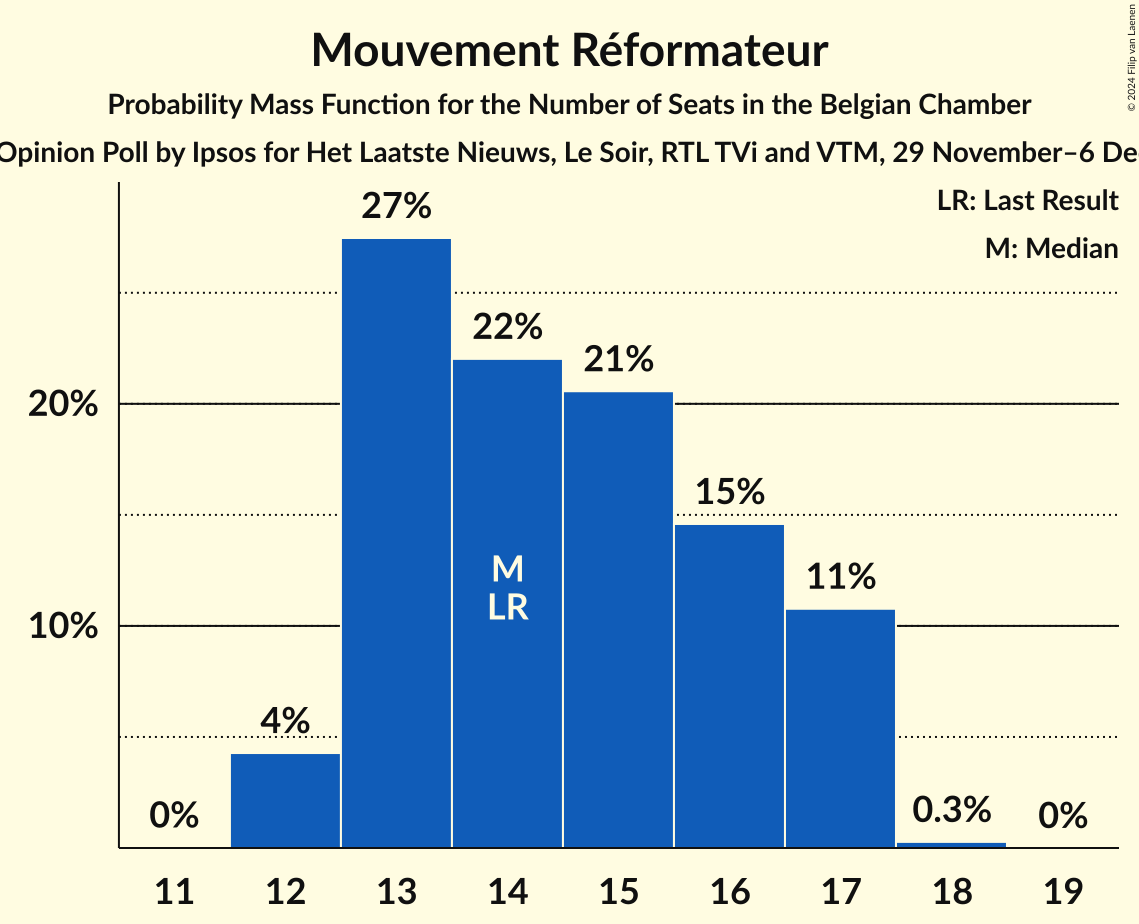 Mouvement Réformateur
Probability Mass Function for the Number of Seats in the Belgian Chamber
Opinion Poll by Ipsos for Het Laatste Nieuws, Le Soir, RTL TVi and VTM, 29 November–6 De
© 2024 Filip van Laenen
LR: Last Result
M: Median
27%
22%
21%
20%
15%
M
11%
LR
10%
4%
0%
0.3%
0%
11 12 13 14 15 16 17 18 19